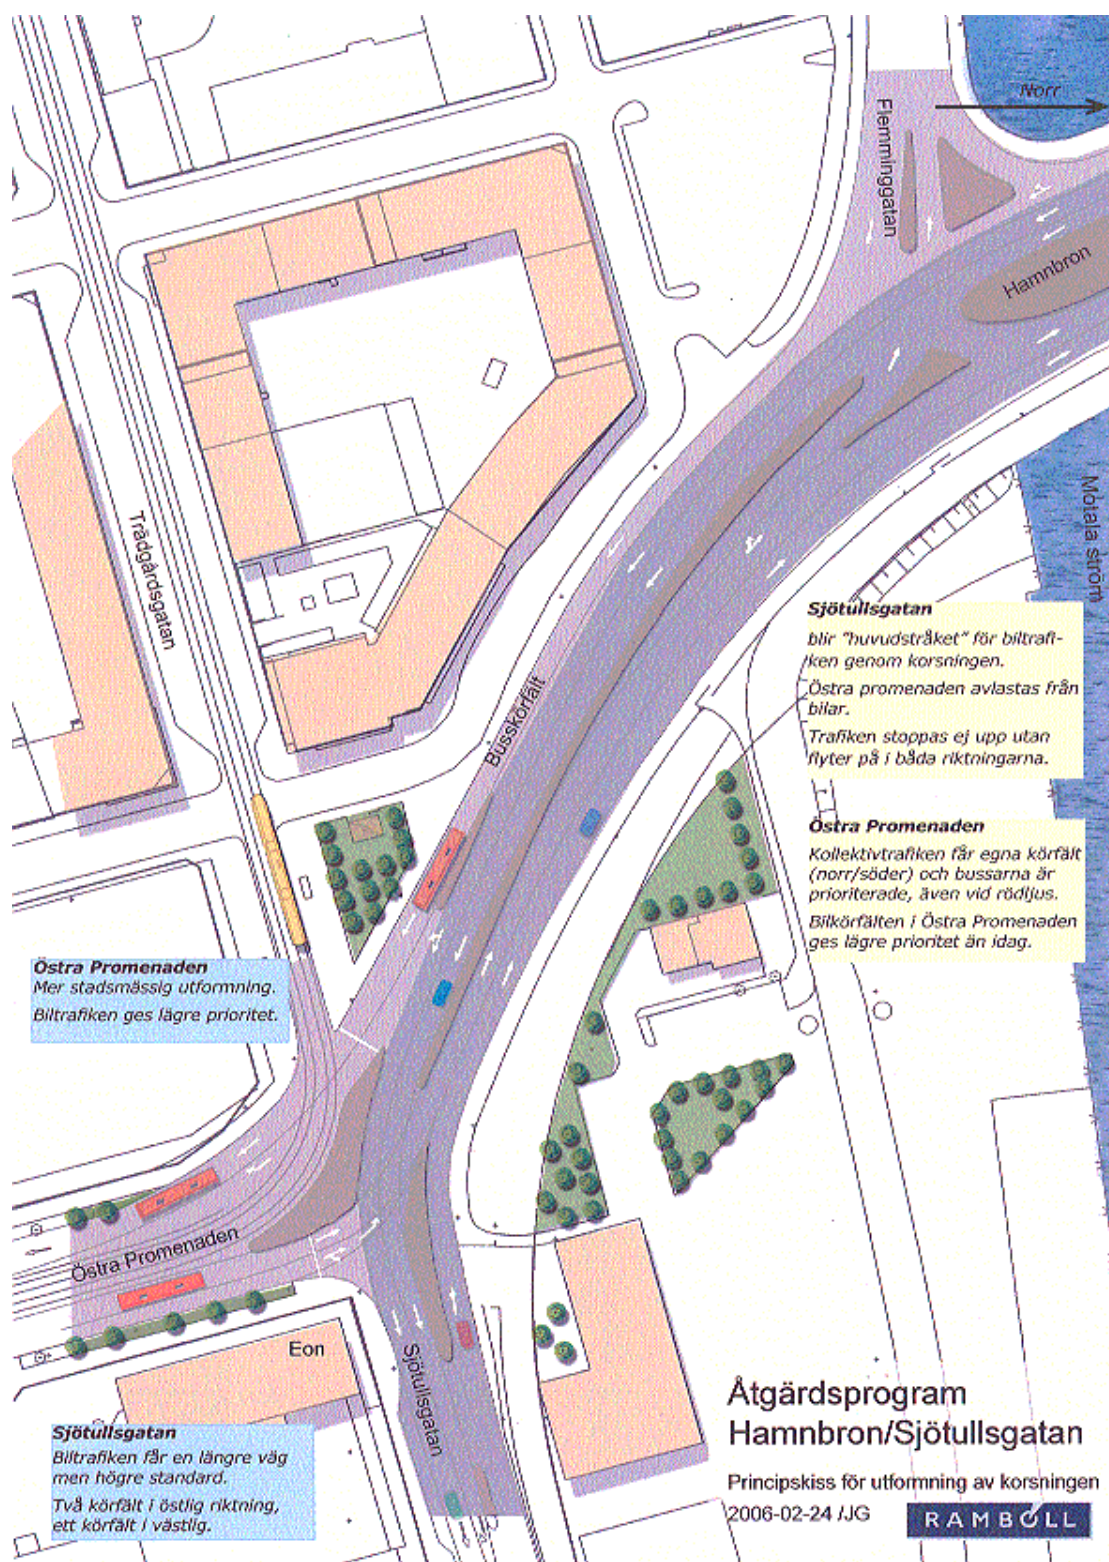 Norr
Flemminggatan
Hamnbron
Motala ström
Trädgårdsgatan
Sjötullsgatan
blir "huvudstråket" för biltrafi-
ken genom korsningen.
Östra promenaden avlastas från
bilar.
Trafiken stoppas ej upp utan
flyter på i båda riktningarna.
Busskörfält
Östra Promenaden
Kollektivtrafiken får egna körfält
(norr/söder) och bussarna är
prioriterade, även vid rödljus.
Bilkörfälten i Östra Promenaden
ges lägre prioritet än idag.
Östra Promenaden
Mer stadsmässig utformning.
Biltrafiken ges lägre prioritet.
Östra Promenaden
Eon
Sjötullsgatan
Sjötullsgatan
Biltrafiken får en längre väg
men högre standard.
Två körfält i östlig riktning,
ett körfält i västlig.
Åtgärdsprogram
Hamnbron/Sjötullsgatan
Principskiss för utformning av korsningen
2006-02-24 /JG
RAMBØLL